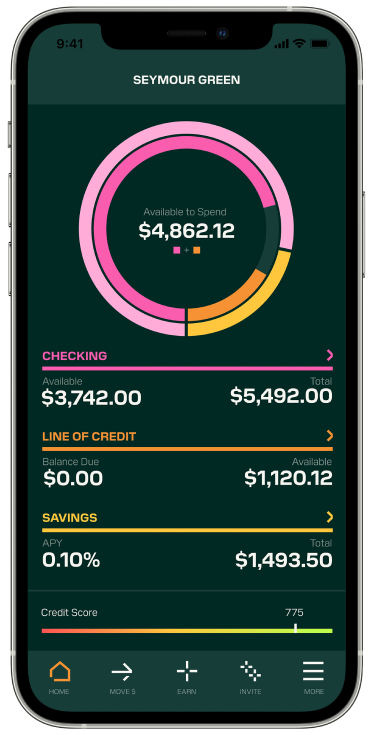 9:41
SEYMOUR GREEN
Available to Spend
$4,862.12
+
CHECKING
Available Total
$3,742.00 $5,492.00
LINE OF CREDIT
Balance Due Available
$0.00 $1,120.12
SAVINGS
APY Total
0.10% $1,493.50
Credit Score 775
HOME MOVE $ EARN INVITE MORE